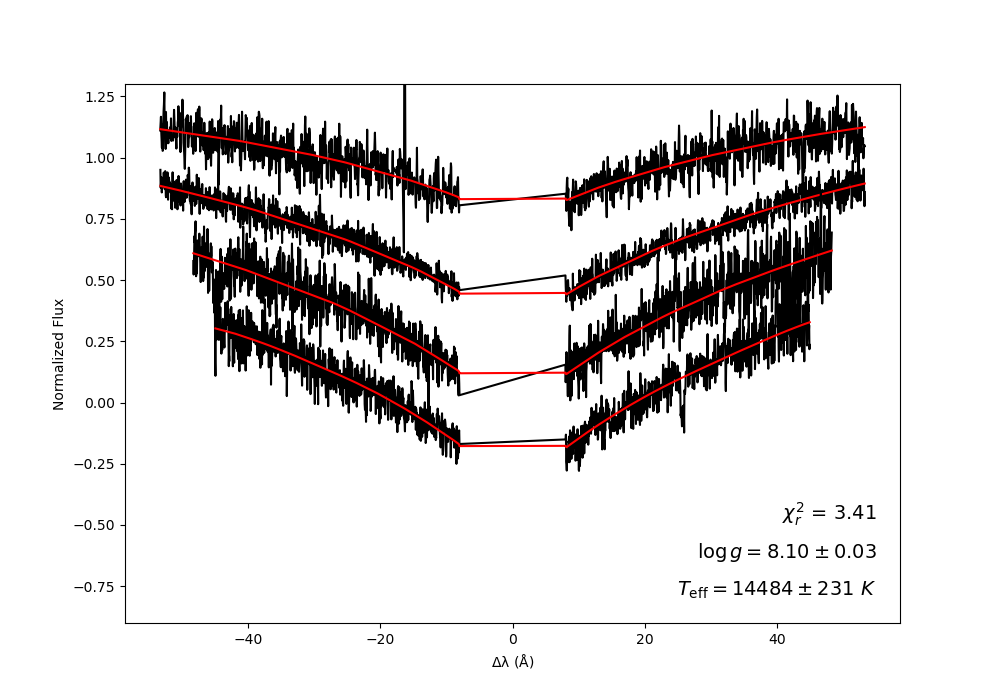 1.25
1.00
0.75
0.50
0.25
0.00
−0.25
−0.50
−0.75
Normalized Flux
χ²ᵣ = 3.41
log g = 8.10 ± 0.03
T_eff = 14484 ± 231 K
−40
−20
0
20
40
Δλ (Å)